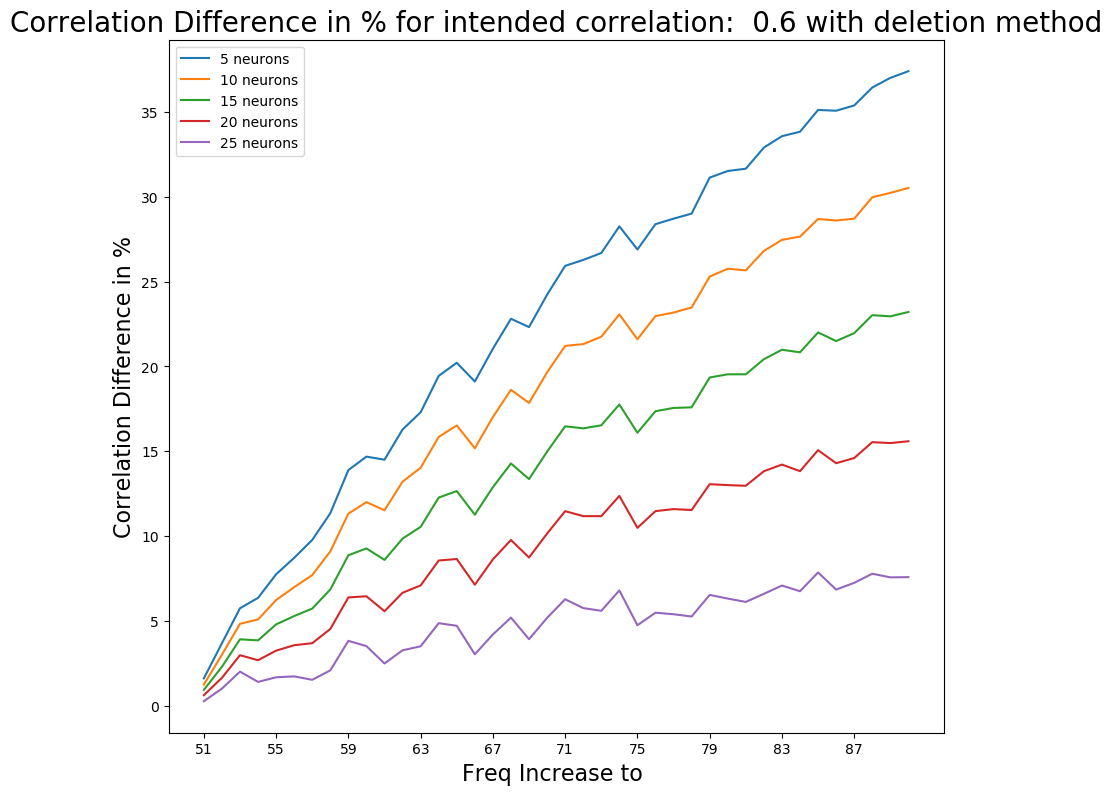 Correlation Difference in % for intended correlation:  0.6 with deletion method
5 neurons
10 neurons
15 neurons
20 neurons
25 neurons
Correlation Difference in %
35
30
25
20
15
10
5
0
51 55 59 63 67 71 75 79 83 87
Freq Increase to